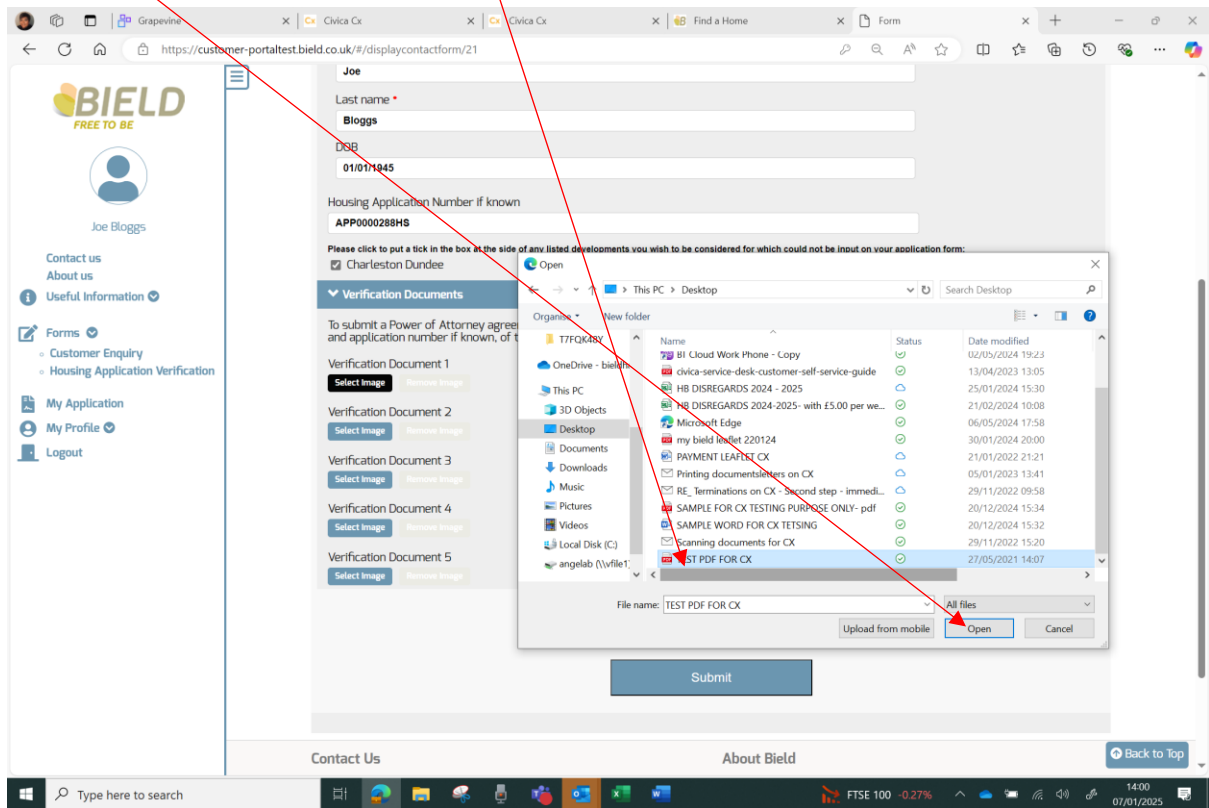 Grapevine
Civica Cx
Civica Cx
Find a Home
Form
https://customer-portaltest.bield.co.uk/#/displaycontactform/21
BIELD
FREE TO BE
Joe Bloggs
Contact us
About us
Useful Information
Forms
Customer Enquiry
Housing Application Verification
My Application
My Profile
Logout
Joe
Last name *
Bloggs
DOB
01/01/1945
Housing Application Number if known
APP0000288HS
Please click to put a tick in the box at the side of any listed developments you wish to be considered for which could not be input on your application form:
Charleston Dundee
Verification Documents
To submit a Power of Attorney agree
and application number if known, of t
Verification Document 1
Select Image Remove Image
Verification Document 2
Select Image Remove Image
Verification Document 3
Select Image Remove Image
Verification Document 4
Select Image Remove Image
Verification Document 5
Select Image Remove Image
Open
This PC > Desktop
Search Desktop
Organise New folder
T7FQK48Y
OneDrive - bieldh
This PC
3D Objects
Desktop
Documents
Downloads
Music
Pictures
Videos
Local Disk (C:)
angelab (\\vfile1
Name Status Date modified
BT Cloud Work Phone - Copy 02/05/2024 19:23
civica-service-desk-customer-self-service-guide 13/04/2023 13:05
HB DISREGARDS 2024 - 2025 25/01/2024 15:30
HB DISREGARDS 2024-2025- with £5.00 per we... 21/02/2024 10:08
Microsoft Edge 06/05/2024 17:58
my bield leaflet 220124 30/01/2024 20:00
PAYMENT LEAFLET CX 21/01/2022 21:21
Printing documentsletters on CX 05/01/2023 13:41
RE_ Terminations on CX - Second step - immedi... 29/11/2022 09:58
SAMPLE FOR CX TESTING PURPOSE ONLY- pdf 20/12/2024 15:34
SAMPLE WORD FOR CX TETSING 20/12/2024 15:32
Scanning documents for CX 29/11/2022 15:20
TEST PDF FOR CX 27/05/2021 14:07
File name: TEST PDF FOR CX All files
Upload from mobile Open Cancel
Submit
Contact Us
About Bield
Back to Top
Type here to search
FTSE 100 -0.27%
14:00
07/01/2025